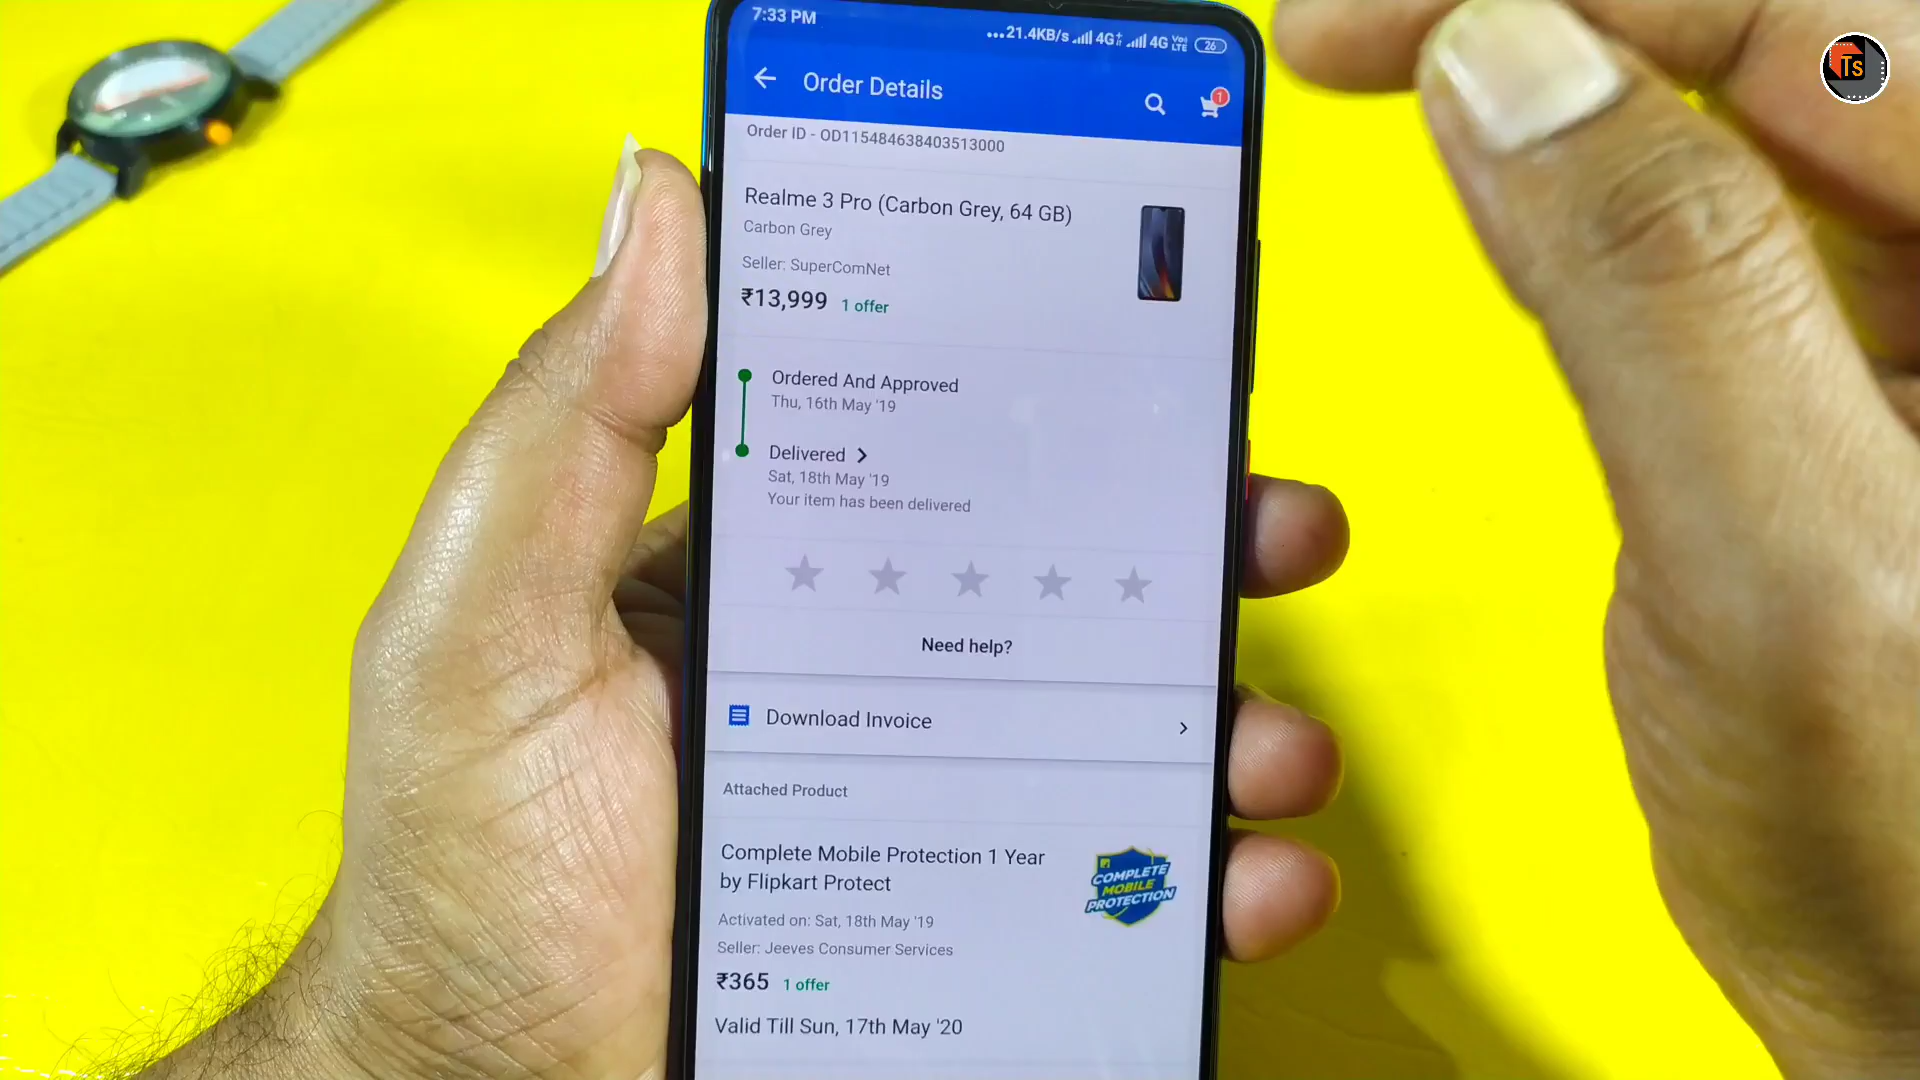 7:33 PM
...21.4KB/s 4G+ 4G VoLTE 26
Ts
Order Details
1
Order ID - OD115484638403513000
Realme 3 Pro (Carbon Grey, 64 GB)
Carbon Grey
Seller: SuperComNet
₹13,999 1 offer
Ordered And Approved
Thu, 16th May '19
Delivered
Sat, 18th May '19
Your item has been delivered
Need help?
Download Invoice
Attached Product
Complete Mobile Protection 1 Year
by Flipkart Protect
COMPLETE
MOBILE
PROTECTION
Activated on: Sat, 18th May '19
Seller: Jeeves Consumer Services
₹365 1 offer
Valid Till Sun, 17th May '20